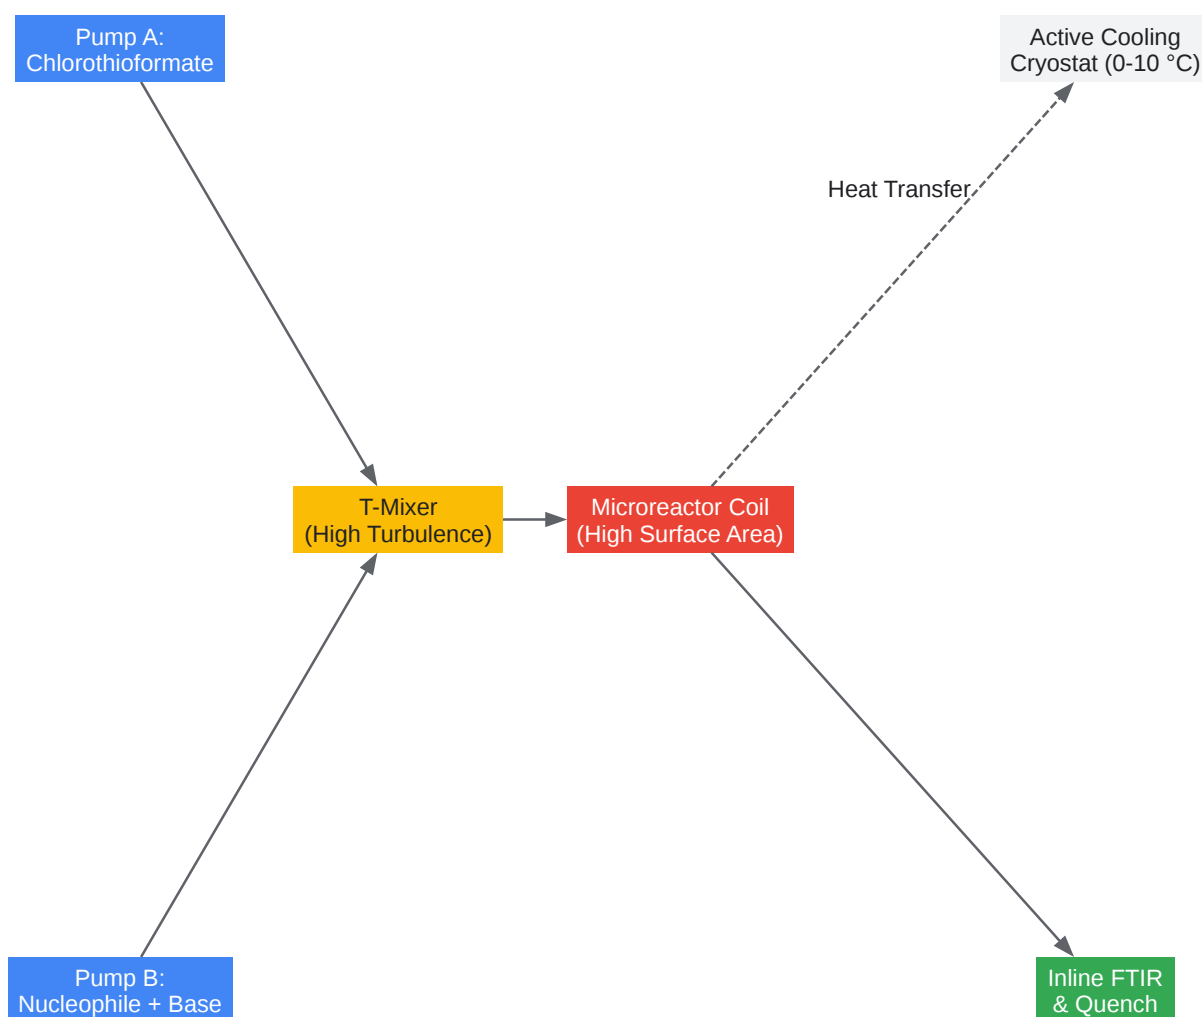 Pump A:
Chlorothioformate
Active Cooling
Cryostat (0-10 °C)
Heat Transfer
T-Mixer
(High Turbulence)
Microreactor Coil
(High Surface Area)
Pump B:
Nucleophile + Base
Inline FTIR
& Quench